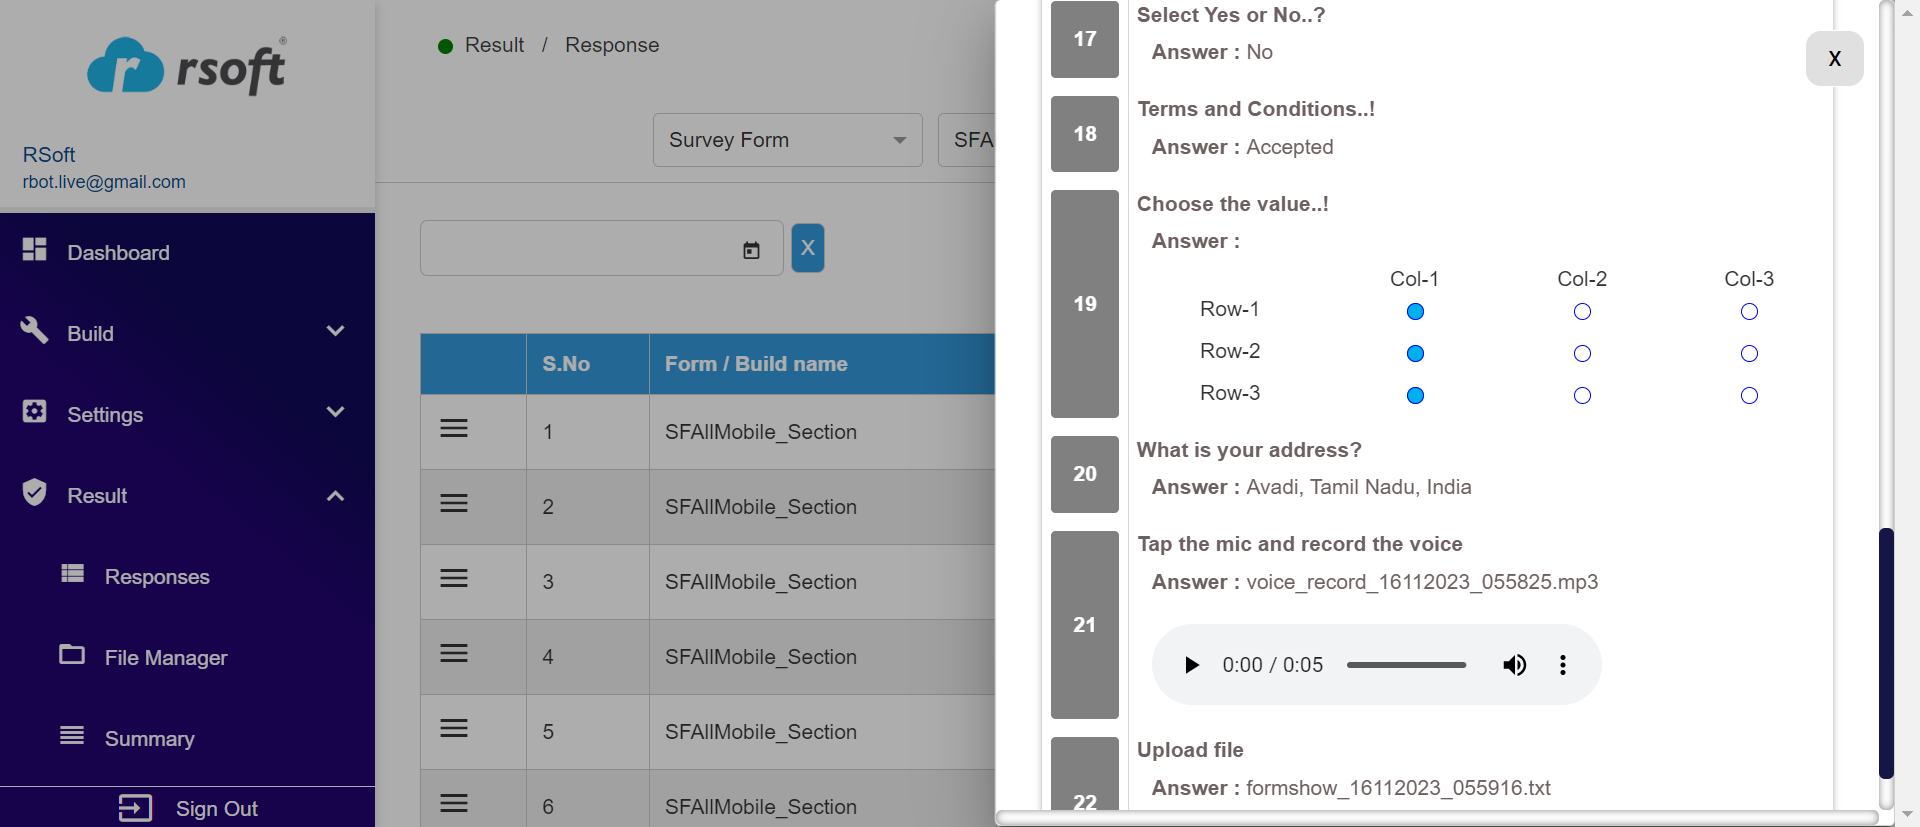 rsoft®
RSoft
rbot.live@gmail.com
Dashboard
Build
Settings
Result
Responses
File Manager
Summary
Sign Out
Result / Response
Survey Form
SFA
X
S.No Form / Build name
1 SFAllMobile_Section
2 SFAllMobile_Section
3 SFAllMobile_Section
4 SFAllMobile_Section
5 SFAllMobile_Section
6 SFAllMobile_Section
X
17 Select Yes or No..?
Answer : No
18 Terms and Conditions..!
Answer : Accepted
19 Choose the value..!
Answer :
Col-1 Col-2 Col-3
Row-1
Row-2
Row-3
20 What is your address?
Answer : Avadi, Tamil Nadu, India
21 Tap the mic and record the voice
Answer : voice_record_16112023_055825.mp3
0:00 / 0:05
22 Upload file
Answer : formshow_16112023_055916.txt